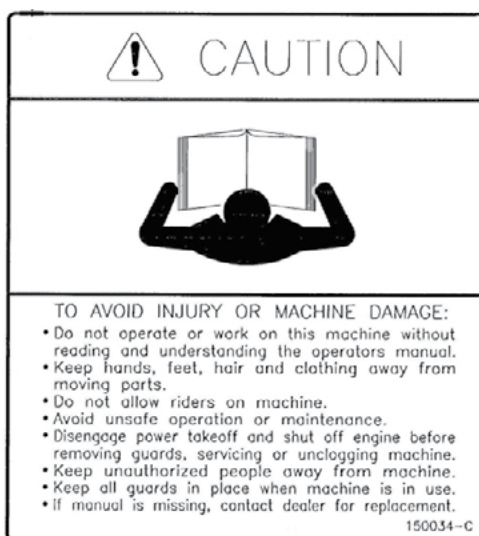 CAUTION
TO AVOID INJURY OR MACHINE DAMAGE:
• Do not operate or work on this machine without
reading and understanding the operators manual.
• Keep hands, feet, hair and clothing away from
moving parts.
• Do not allow riders on machine.
• Avoid unsafe operation or maintenance.
• Disengage power takeoff and shut off engine before
removing guards, servicing or unclogging machine.
• Keep unauthorized people away from machine.
• Keep all guards in place when machine is in use.
• If manual is missing, contact dealer for replacement.
150034-C